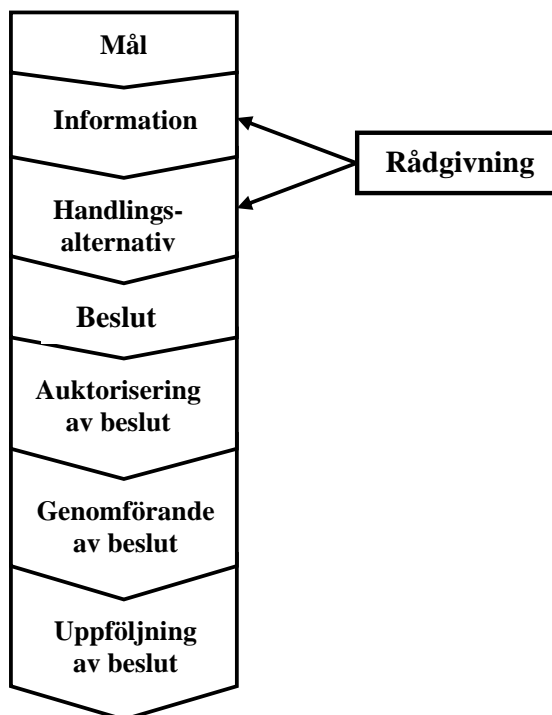 Mål
Information
Rådgivning
Handlings-
alternativ
Beslut
Auktorisering
av beslut
Genomförande
av beslut
Uppföljning
av beslut